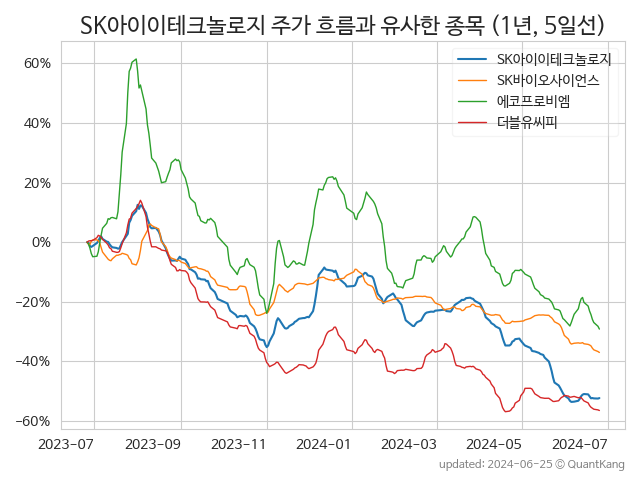 SK아이이테크놀로지 주가 흐름과 유사한 종목 (1년, 5일선)
SK아이이테크놀로지
SK바이오사이언스
에코프로비엠
더블유씨피
60%
40%
20%
0%
−20%
−40%
−60%
2023-07
2023-09
2023-11
2024-01
2024-03
2024-05
2024-07
updated: 2024-06-25 © QuantKang